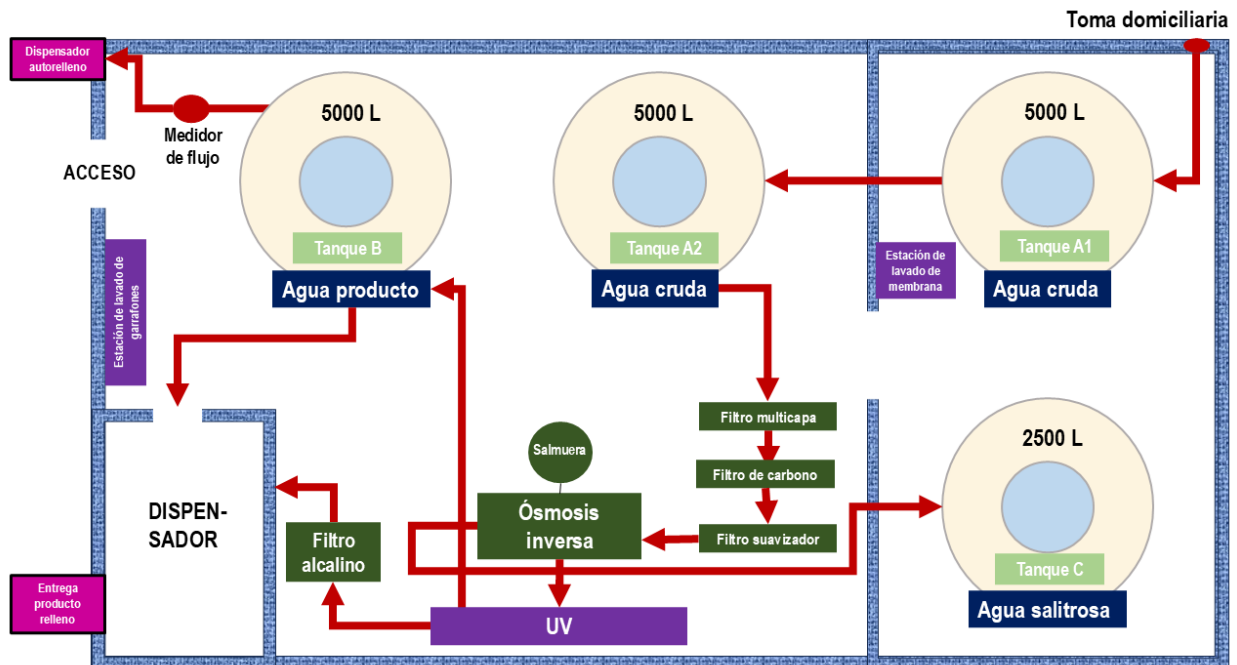 Toma domiciliaria
Dispensador
autorelleno
5000 L
5000 L
5000 L
Medidor
de flujo
ACCESO
Tanque B
Tanque A2
Tanque A1
Estación de
lavado de
membrana
Agua producto
Agua cruda
Agua cruda
Estación de lavado de
garrafones
Filtro multicapa
2500 L
Salmuera
Filtro de carbono
DISPEN-
SADOR
Ósmosis
inversa
Filtro suavizador
Filtro
alcalino
Tanque C
Entrega
producto
relleno
Agua salitrosa
UV